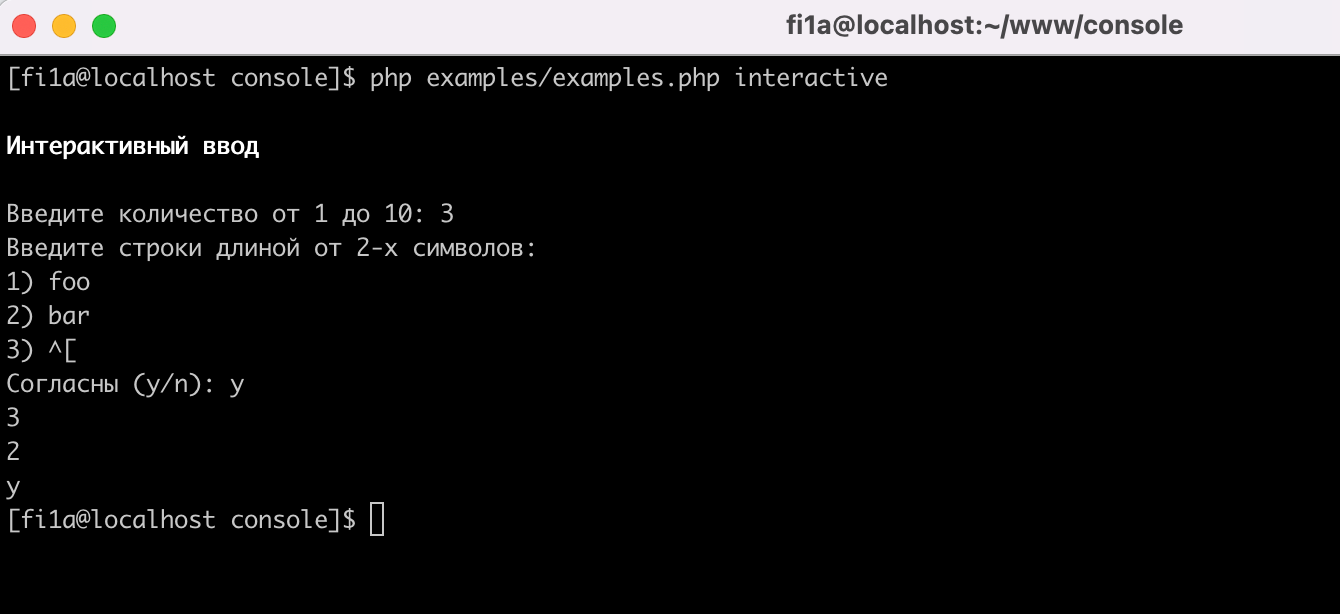 fi1a@localhost:~/www/console
[fi1a@localhost console]$ php examples/examples.php interactive
Интерактивный ввод
Введите количество от 1 до 10: 3
Введите строки длиной от 2-х символов:
1) foo
2) bar
3) ^[
Согласны (y/n): y
3
2
y
[fi1a@localhost console]$